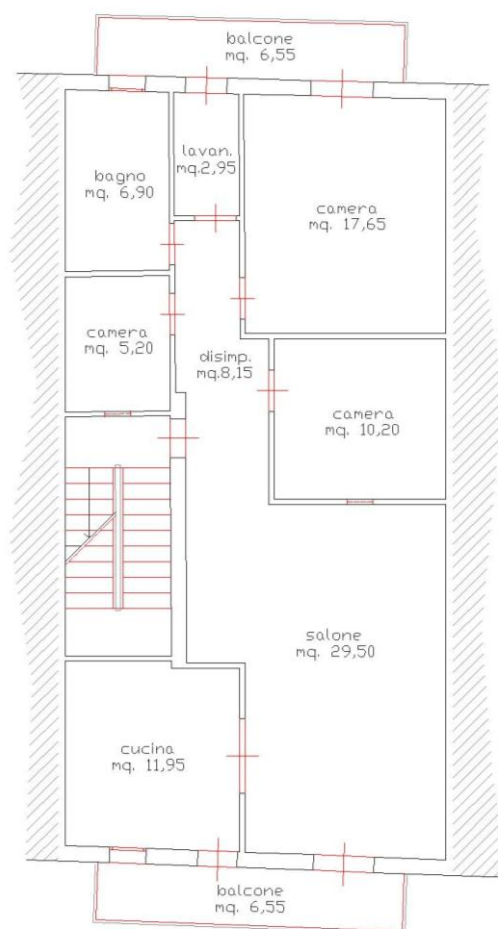 balcone
mq. 6,55
lavan.
mq.2,95
bagno
mq. 6,90
camera
mq. 17,65
camera
mq. 5,20
disimp.
mq.8,15
camera
mq. 10,20
salone
mq. 29,50
cucina
mq. 11,95
balcone
mq. 6,55